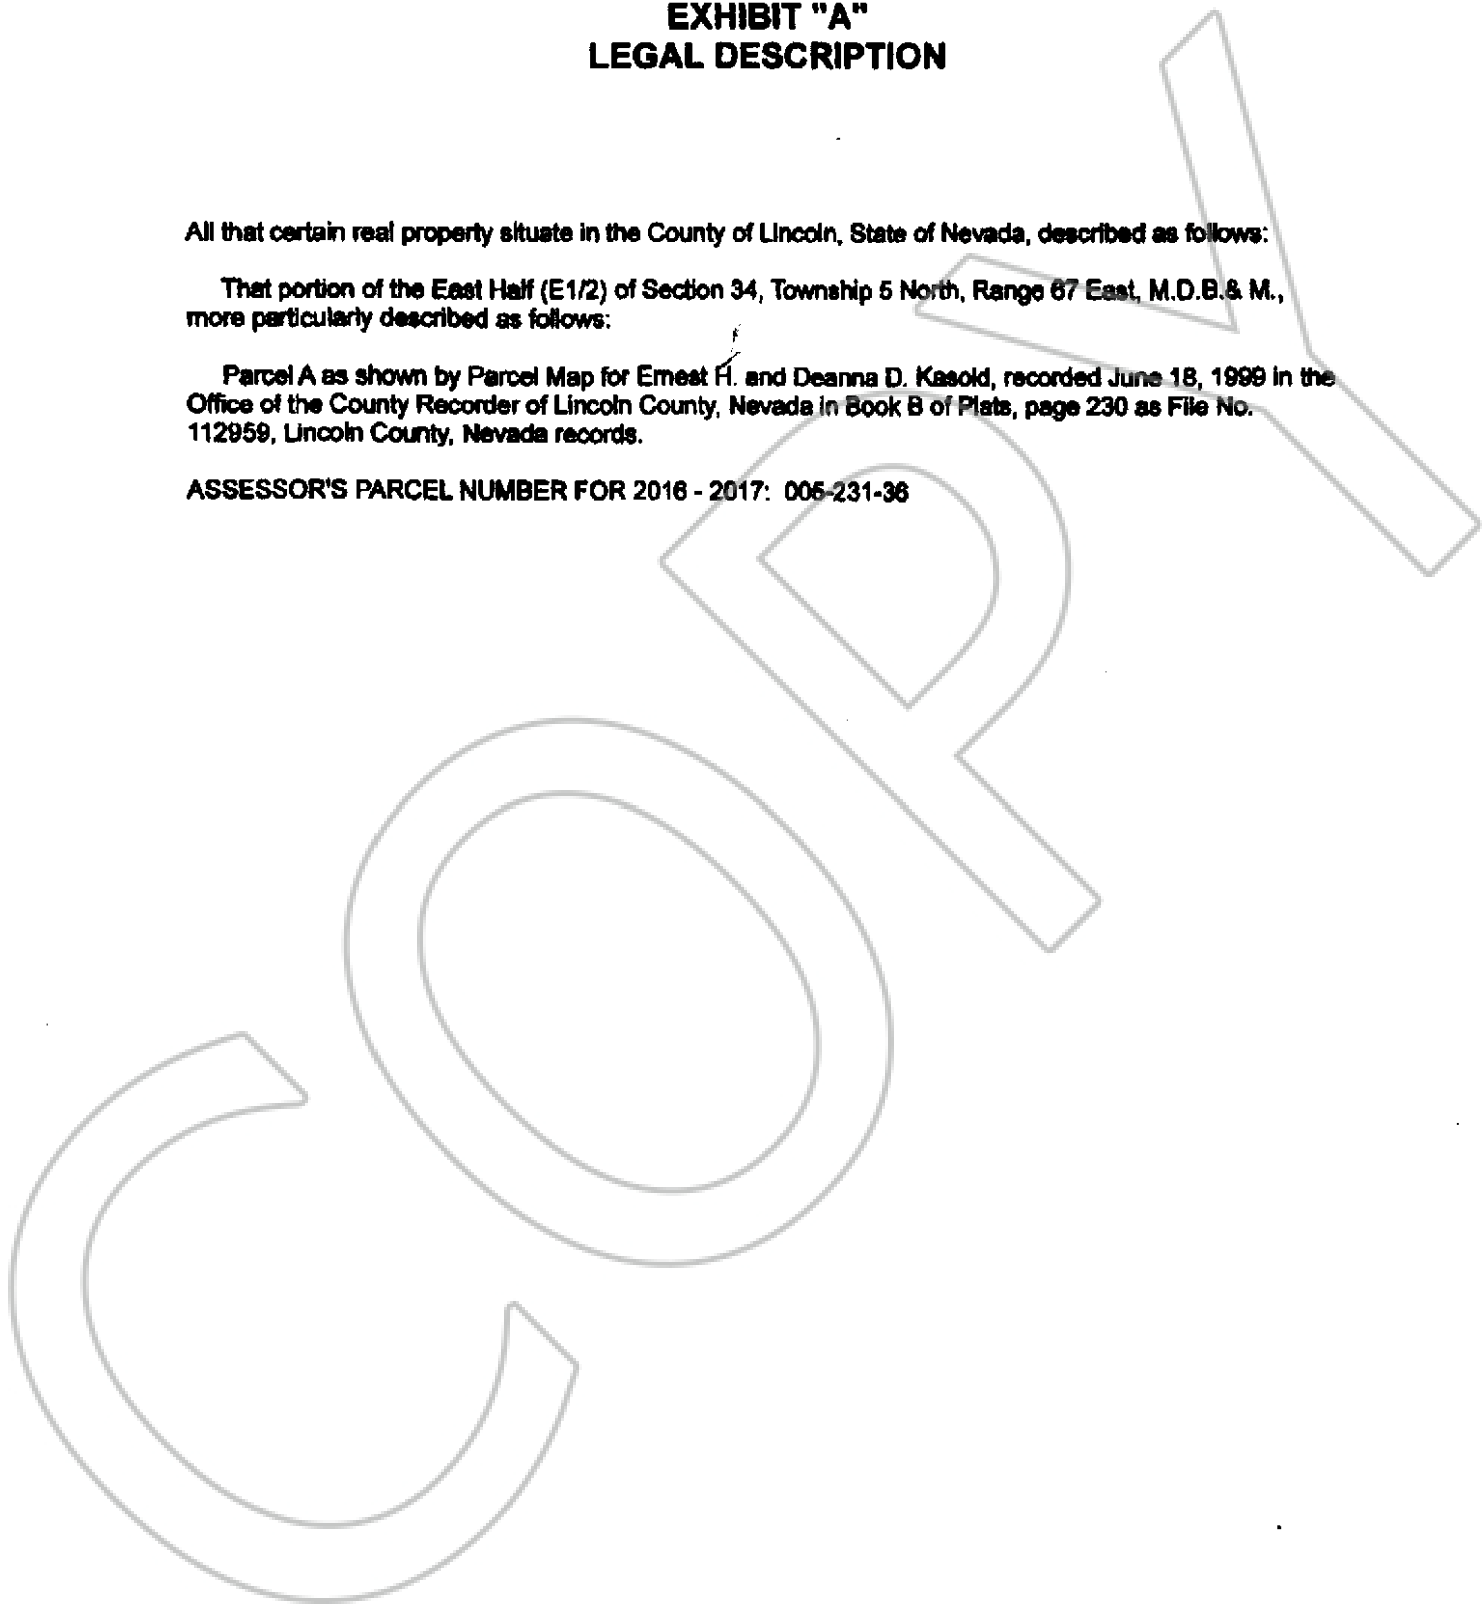 EXHIBIT "A"
LEGAL DESCRIPTION
All that certain real property situate in the County of Lincoln, State of Nevada, described as follows:
That portion of the East Half (E1/2) of Section 34, Township 5 North, Range 67 East, M.D.B.& M.,
more particularly described as follows:
Parcel A as shown by Parcel Map for Ernest H. and Deanna D. Kasold, recorded June 18, 1999 in the
Office of the County Recorder of Lincoln County, Nevada in Book B of Plats, page 230 as File No.
112959, Lincoln County, Nevada records.
ASSESSOR'S PARCEL NUMBER FOR 2016 - 2017: 005-231-36
COPY